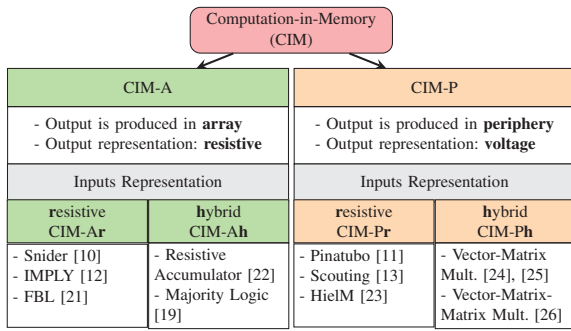 Computation-in-Memory
(CIM)
CIM-A
- Output is produced in array
- Output representation: resistive
Inputs Representation
resistive
CIM-Ar
hybrid
CIM-Ah
- Snider [10]
- IMPLY [12]
- FBL [21]
- Resistive
Accumulator [22]
- Majority Logic
[19]
CIM-P
- Output is produced in periphery
- Output representation: voltage
Inputs Representation
resistive
CIM-Pr
hybrid
CIM-Ph
- Pinatubo [11]
- Scouting [13]
- HielM [23]
- Vector-Matrix
Mult. [24], [25]
- Vector-Matrix-
Matrix Mult. [26]